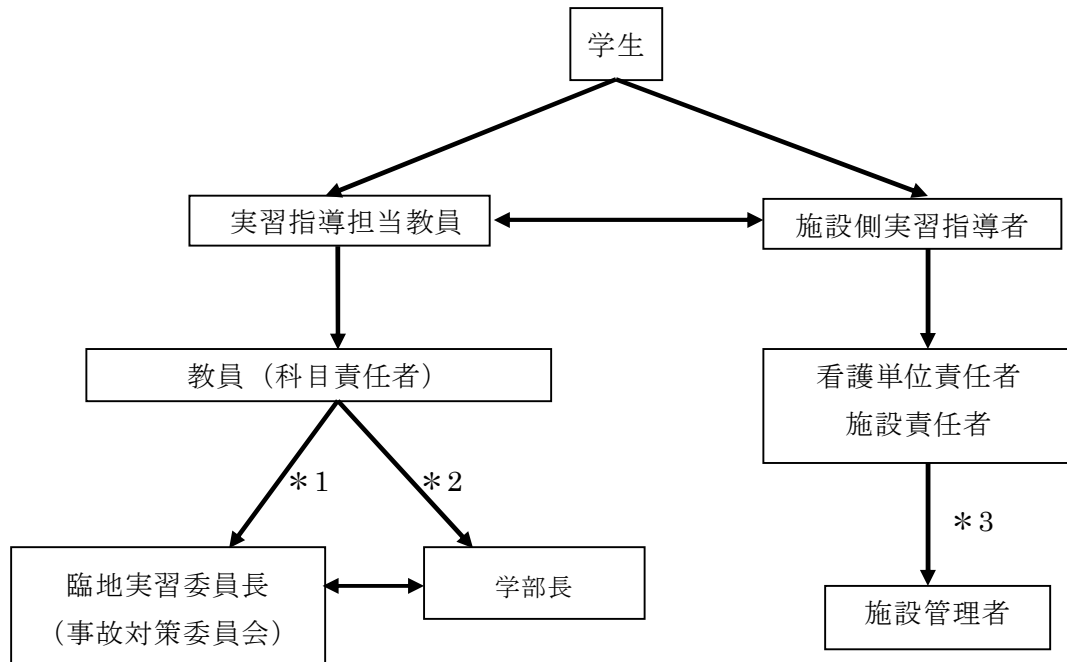 学生
実習指導担当教員
施設側実習指導者
教員（科目責任者）
看護単位責任者
施設責任者
＊1
＊2
＊3
臨地実習委員長
（事故対策委員会）
学部長
施設管理者